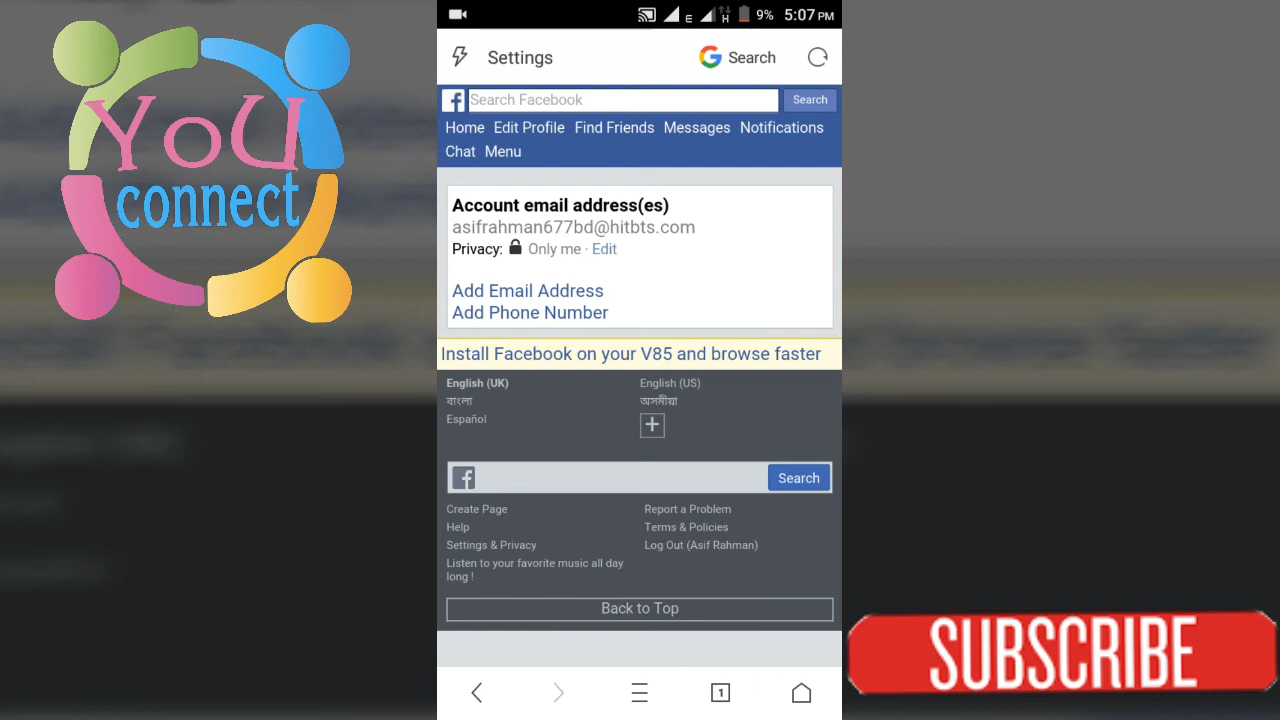 YoU
connect
E H 9% 5:07 PM
Settings Search
Search Facebook Search
Home Edit Profile Find Friends Messages Notifications
Chat Menu
Account email address(es)
asifrahman677bd@hitbts.com
Privacy: Only me · Edit
Add Email Address
Add Phone Number
Install Facebook on your V85 and browse faster
English (UK) English (US)
বাংলা অসমীয়া
Español +
Search
Create Page Report a Problem
Help Terms & Policies
Settings & Privacy Log Out (Asif Rahman)
Listen to your favorite music all day
long !
Back to Top
1
SUBSCRIBE